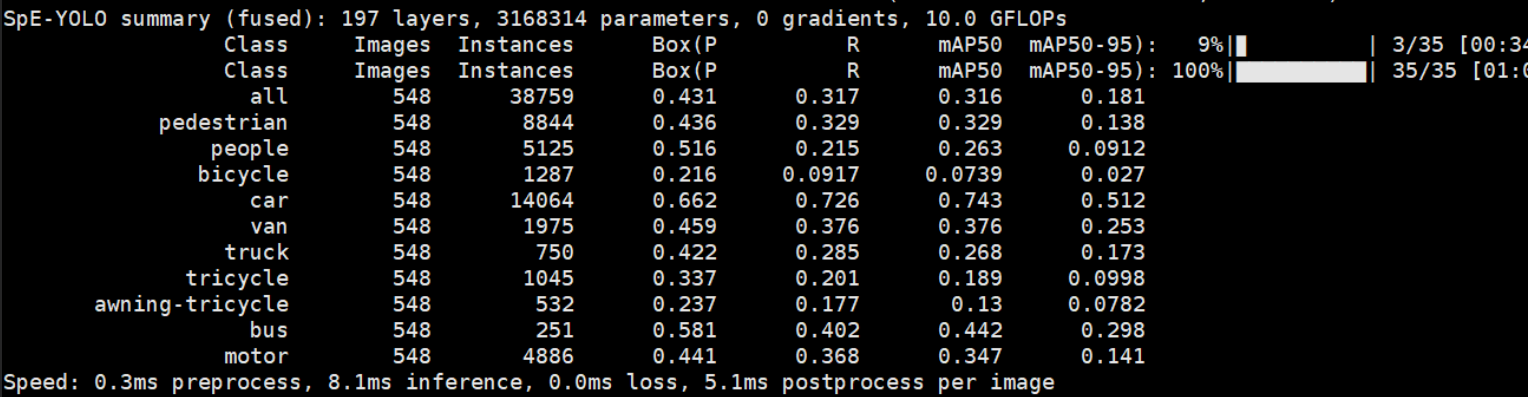 SpE-YOLO summary (fused): 197 layers, 3168314 parameters, 0 gradients, 10.0 GFLOPs
Class Images Instances Box(P R mAP50 mAP50-95): 9%| | 3/35 [00:34
Class Images Instances Box(P R mAP50 mAP50-95): 100%| | 35/35 [01:0
all 548 38759 0.431 0.317 0.316 0.181
pedestrian 548 8844 0.436 0.329 0.329 0.138
people 548 5125 0.516 0.215 0.263 0.0912
bicycle 548 1287 0.216 0.0917 0.0739 0.027
car 548 14064 0.662 0.726 0.743 0.512
van 548 1975 0.459 0.376 0.376 0.253
truck 548 750 0.422 0.285 0.268 0.173
tricycle 548 1045 0.337 0.201 0.189 0.0998
awning-tricycle 548 532 0.237 0.177 0.13 0.0782
bus 548 251 0.581 0.402 0.442 0.298
motor 548 4886 0.441 0.368 0.347 0.141
Speed: 0.3ms preprocess, 8.1ms inference, 0.0ms loss, 5.1ms postprocess per image